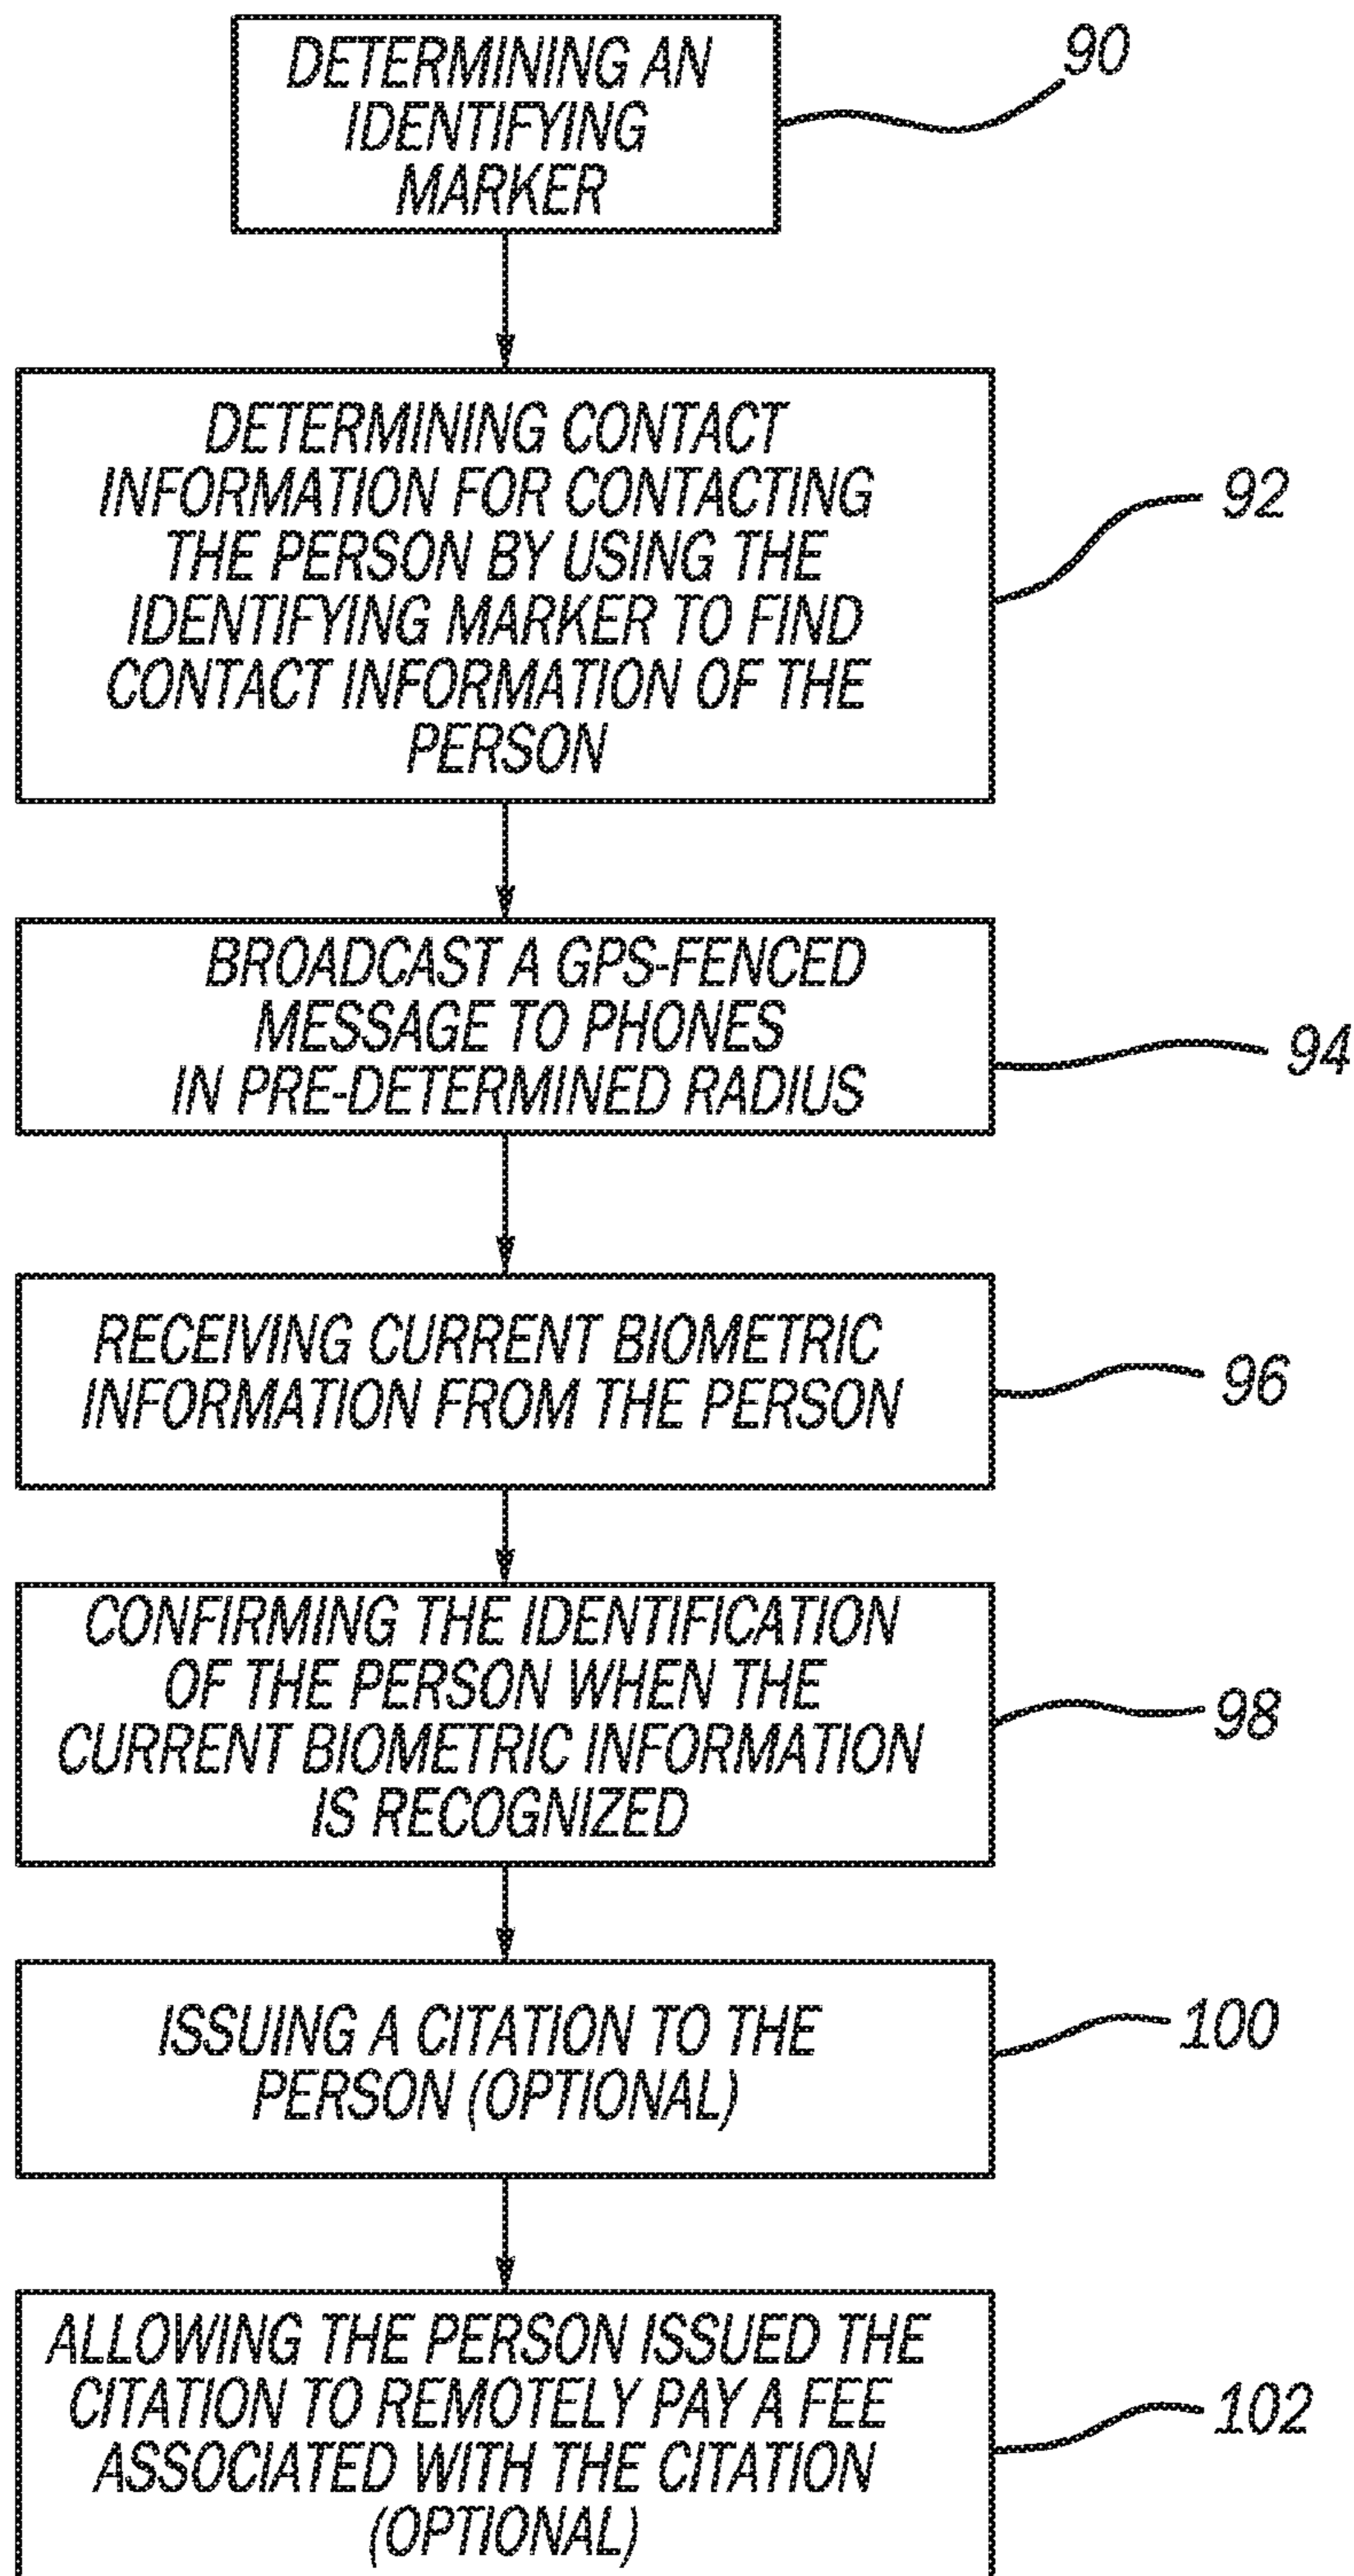 DETERMINING AN
IDENTIFYING
MARKER
90
DETERMINING CONTACT
INFORMATION FOR CONTACTING
THE PERSON BY USING THE
IDENTIFYING MARKER TO FIND
CONTACT INFORMATION OF THE
PERSON
92
BROADCAST A GPS-FENCED
MESSAGE TO PHONES
IN PRE-DETERMINED RADIUS
94
RECEIVING CURRENT BIOMETRIC
INFORMATION FROM THE PERSON
96
CONFIRMING THE IDENTIFICATION
OF THE PERSON WHEN THE
CURRENT BIOMETRIC INFORMATION
IS RECOGNIZED
98
ISSUING A CITATION TO THE
PERSON (OPTIONAL)
100
ALLOWING THE PERSON ISSUED THE
CITATION TO REMOTELY PAY A FEE
ASSOCIATED WITH THE CITATION
(OPTIONAL)
102